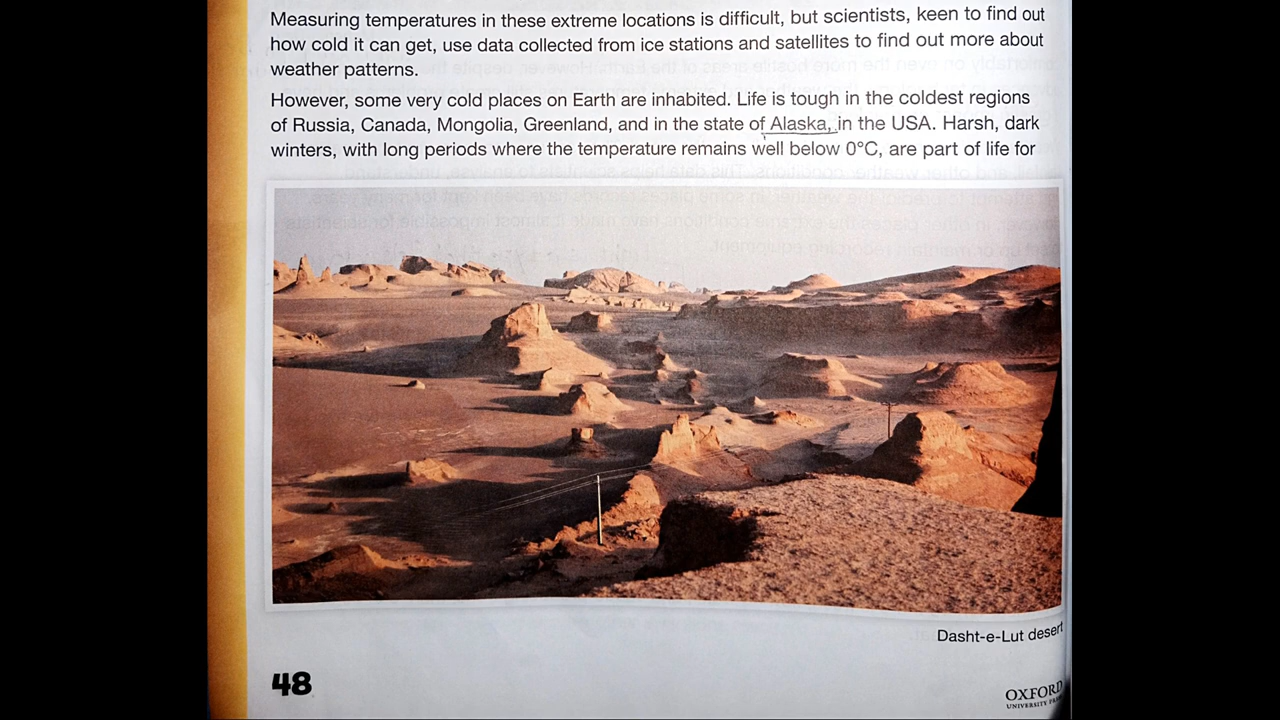 Measuring temperatures in these extreme locations is difficult, but scientists, keen to find out
how cold it can get, use data collected from ice stations and satellites to find out more about
weather patterns.
However, some very cold places on Earth are inhabited. Life is tough in the coldest regions
of Russia, Canada, Mongolia, Greenland, and in the state of Alaska, in the USA. Harsh, dark
winters, with long periods where the temperature remains well below 0°C, are part of life for
Dasht-e-Lut desert
48
OXFORD
UNIVERSITY